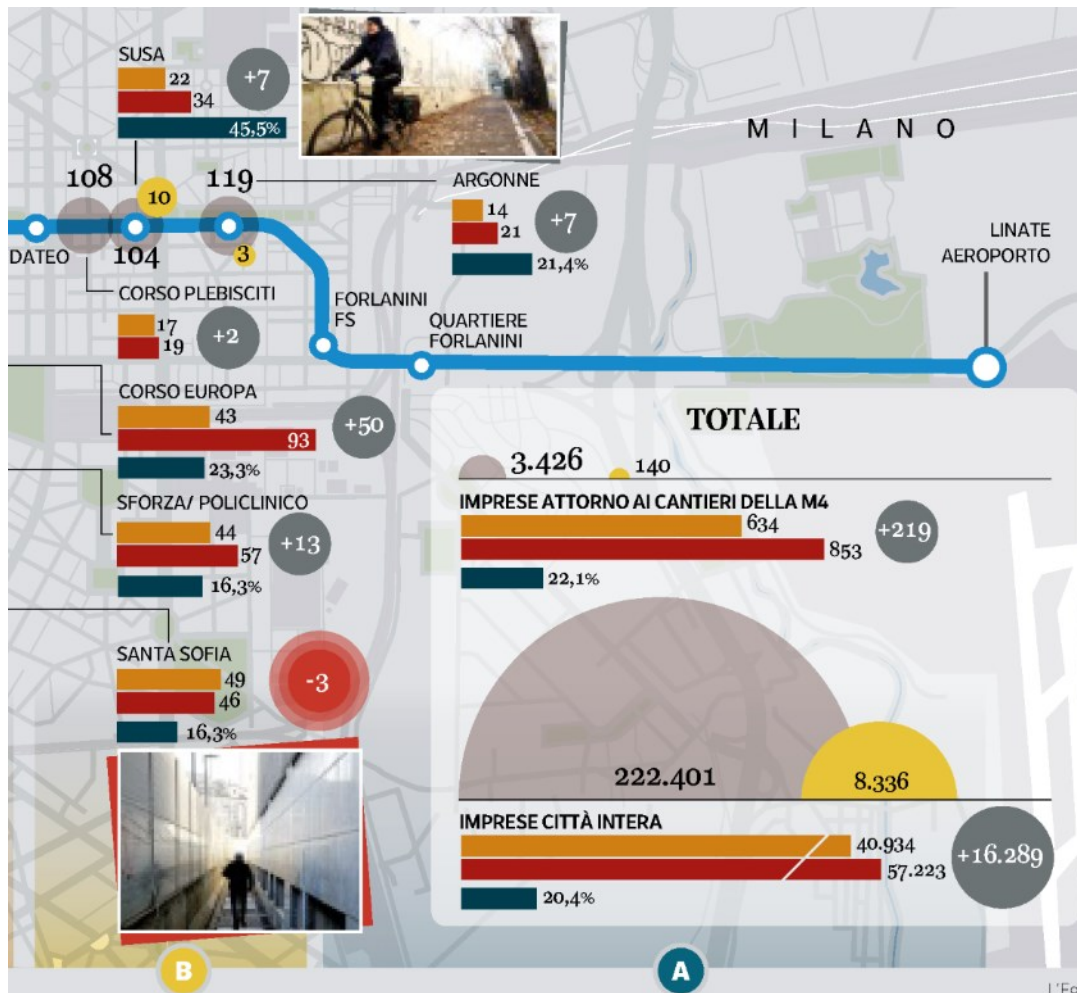 SUSA
22
34
45,5%
+7
MILANO
108
10
119
ARGONNE
14
21
21,4%
+7
DATEO
104
3
LINATE
AEROPORTO
CORSO PLEBISCITI
17
19
+2
FORLANINI
FS
QUARTIERE
FORLANINI
CORSO EUROPA
43
93
23,3%
+50
SFORZA/ POLICLINICO
44
57
16,3%
+13
SANTA SOFIA
49
46
16,3%
-3
TOTALE
3.426
140
IMPRESE ATTORNO AI CANTIERI DELLA M4
634
853
22,1%
+219
222.401
8.336
IMPRESE CITTÀ INTERA
40.934
57.223
20,4%
+16.289
B
A